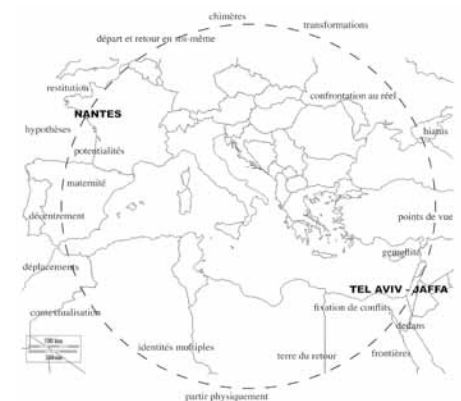 chimères
transformations
départ et retour en soi-même
restitution
confrontation au réel
NANTES
hypothèses
hiatus
potentialités
maternité
décentrement
points de vue
gemellité
déplacements
TEL AVIV - JAFFA
contextualisation
fixation de conflits
dedans
identités multiples
terre du retour
frontières
partir physiquement